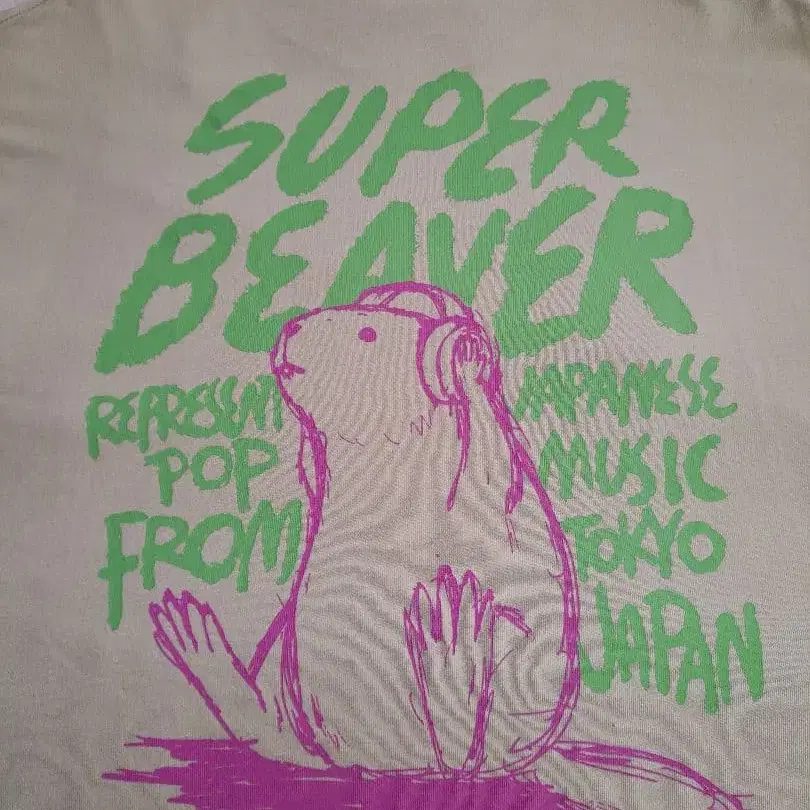 SUPER
BEAVER
REPRESENT JAPANESE
POP MUSIC
FROM TOKYO
JAPAN